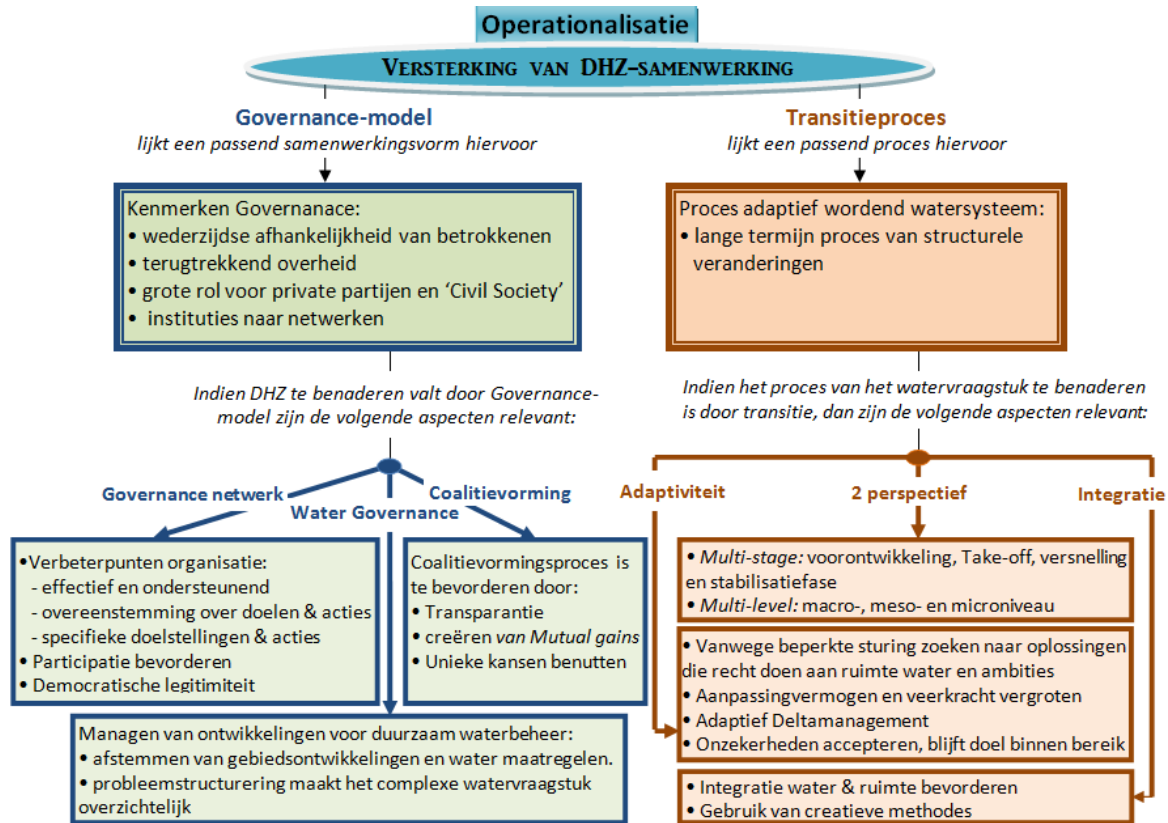 Operationalisatie
VERSTERKING VAN DHZ-SAMENWERKING
Governance-model
lijkt een passend samenwerkingsvorm hiervoor
Kenmerken Governanace:
• wederzijdse afhankelijkheid van betrokkenen
• terugtrekkend overheid
• grote rol voor private partijen en ‘Civil Society’
• instituties naar netwerken
Indien DHZ te benaderen valt door Governance-
model zijn de volgende aspecten relevant:
Governance netwerk
Water Governance
Coalitievorming
•Verbeterpunten organisatie:
- effectief en ondersteunend
- overeenstemming over doelen & acties
- specifieke doelstellingen & acties
• Participatie bevorderen
• Democratische legitimiteit
Coalitievormingsproces is
te bevorderen door:
• Transparantie
• creëren van Mutual gains
• Unieke kansen benutten
Managen van ontwikkelingen voor duurzaam waterbeheer:
• afstemmen van gebiedsontwikkelingen en water maatregelen.
• probleemstructurering maakt het complexe watervraagstuk
overzichtelijk
Transitieproces
lijkt een passend proces hiervoor
Proces adaptief wordend watersysteem:
• lange termijn proces van structurele
veranderingen
Indien het proces van het watervraagstuk te benaderen
is door transitie, dan zijn de volgende aspecten relevant:
Adaptiviteit
2 perspectief
Integratie
• Multi-stage: voorontwikkeling, Take-off, versnelling
en stabilisatiefase
• Multi-level: macro-, meso- en microniveau
• Vanwege beperkte sturing zoeken naar oplossingen
die recht doen aan ruimte water en ambities
• Aanpassingvermogen en veerkracht vergroten
• Adaptief Deltamanagement
• Onzekerheden accepteren, blijft doel binnen bereik
• Integratie water & ruimte bevorderen
• Gebruik van creatieve methodes